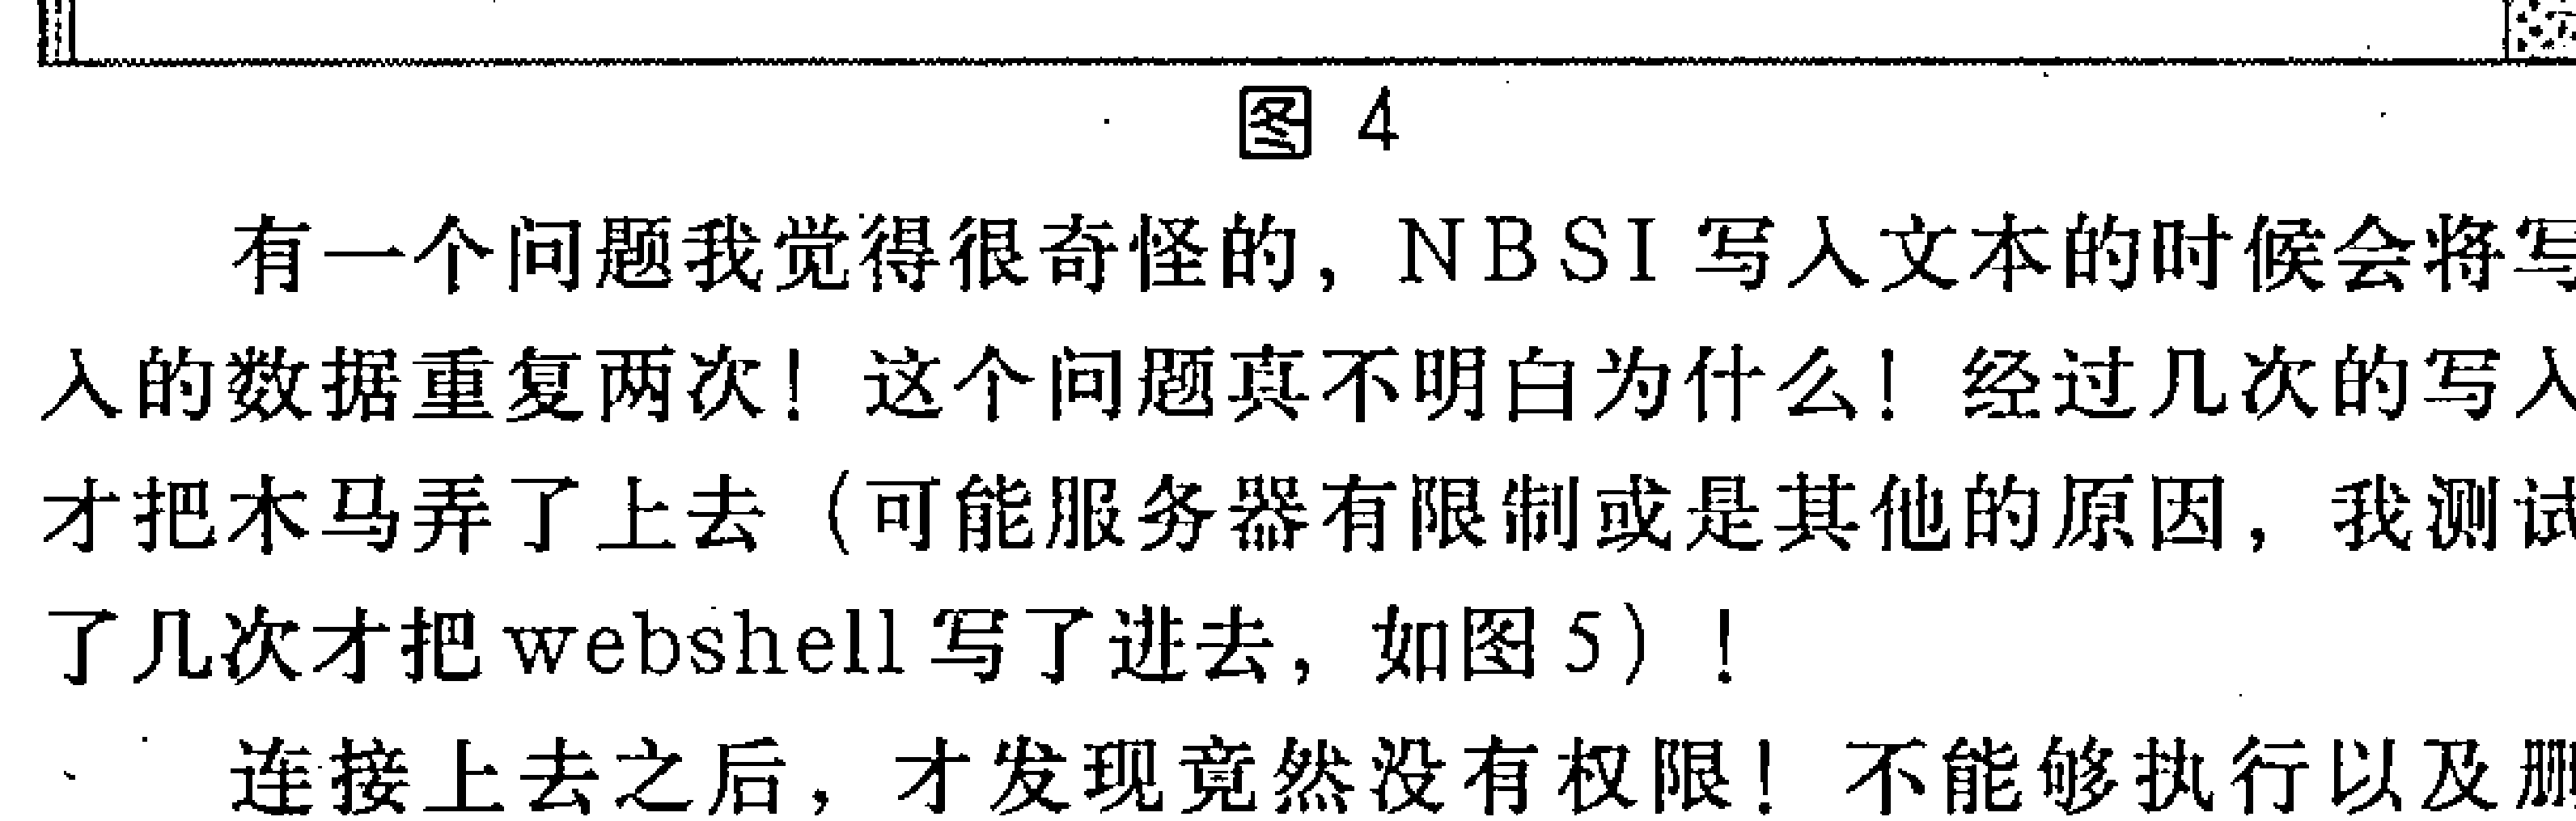 图 4
有一个问题我觉得很奇怪的，NBSI 写入文本的时候会将写
入的数据重复两次！这个问题真不明白为什么！经过几次的写入
才把木马弄了上去（可能服务器有限制或是其他的原因，我测试
了几次才把 webshell 写了进去，如图 5）！
连接上去之后，才发现竟然没有权限！不能够执行以及删